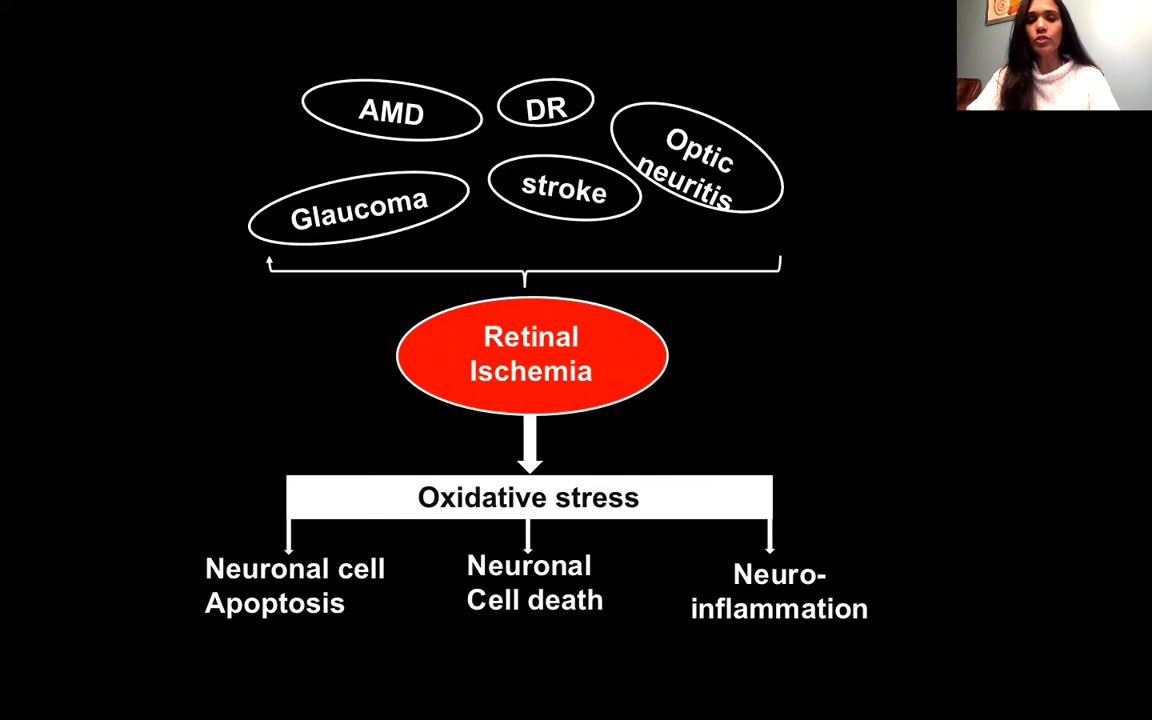 AMD
DR
Optic
neuritis
Glaucoma
stroke
Retinal
Ischemia
Oxidative stress
Neuronal cell
Apoptosis
Neuronal
Cell death
Neuro-
inflammation